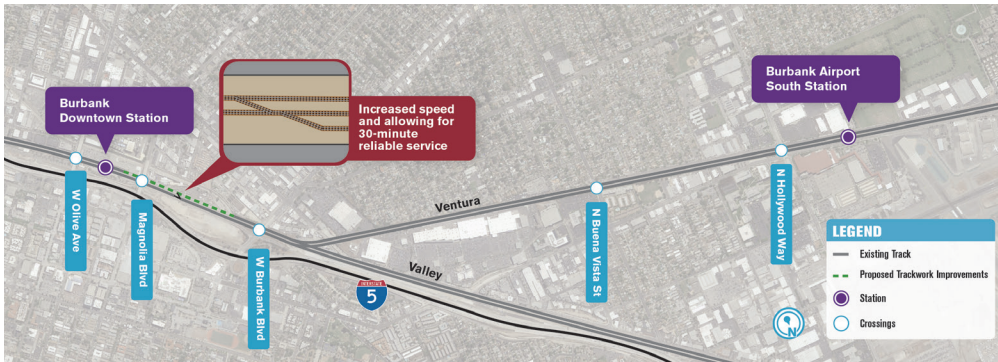 Burbank
Downtown Station
Increased speed
and allowing for
30-minute
reliable service
Burbank Airport
South Station
W Olive Ave
Magnolia Blvd
W Burbank Blvd
Ventura
Valley
INTERSTATE
5
N Buena Vista St
N Hollywood Way
LEGEND
Existing Track
Proposed Trackwork Improvements
Station
Crossings
N